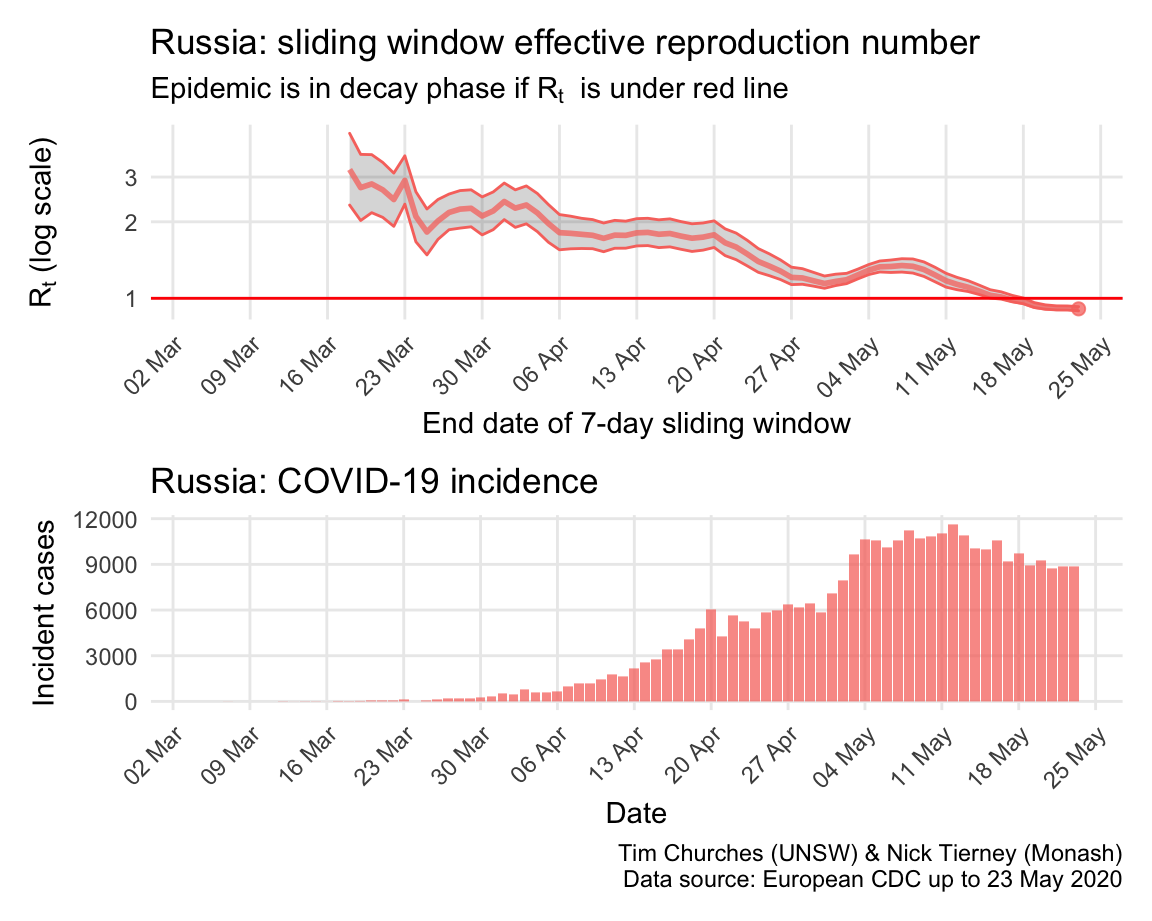 Russia: sliding window effective reproduction number
Epidemic is in decay phase if Rt is under red line
Rt (log scale)
3
2
1
02 Mar
09 Mar
16 Mar
23 Mar
30 Mar
06 Apr
13 Apr
20 Apr
27 Apr
04 May
11 May
18 May
25 May
End date of 7-day sliding window
Russia: COVID-19 incidence
Incident cases
12000
9000
6000
3000
0
02 Mar
09 Mar
16 Mar
23 Mar
30 Mar
06 Apr
13 Apr
20 Apr
27 Apr
04 May
11 May
18 May
25 May
Date
Tim Churches (UNSW) & Nick Tierney (Monash)
Data source: European CDC up to 23 May 2020